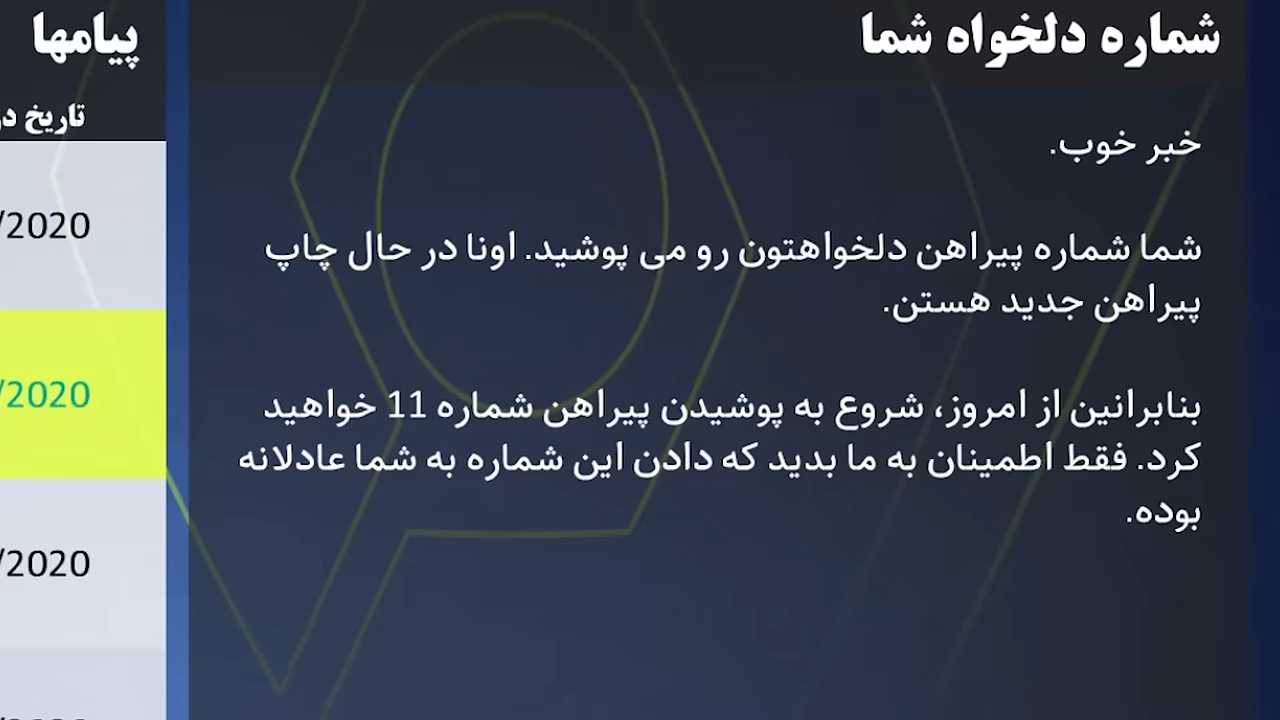 شماره دلخواه شما
خبر خوب.
شما شماره پیراهن دلخواهتون رو می پوشید. اونا در حال چاپ
پیراهن جدید هستن.
بنابرانین از امروز، شروع به پوشیدن پیراهن شماره 11 خواهید
کرد. فقط اطمینان به ما بدید که دادن این شماره به شما عادلانه
بوده.
پیامها
تاریخ
/2020
/2020
/2020